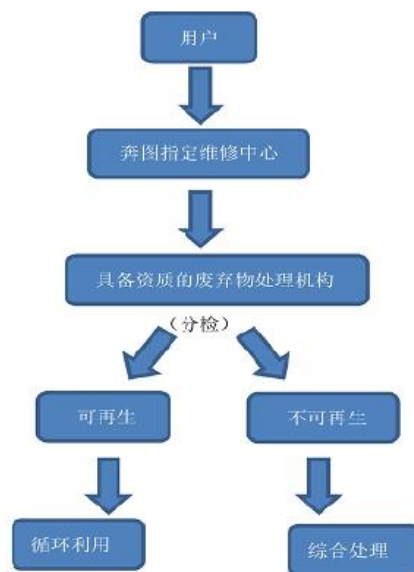 用户
奔图指定维修中心
具备资质的废弃物处理机构
（分检）
可再生
不可再生
循环利用
综合处理